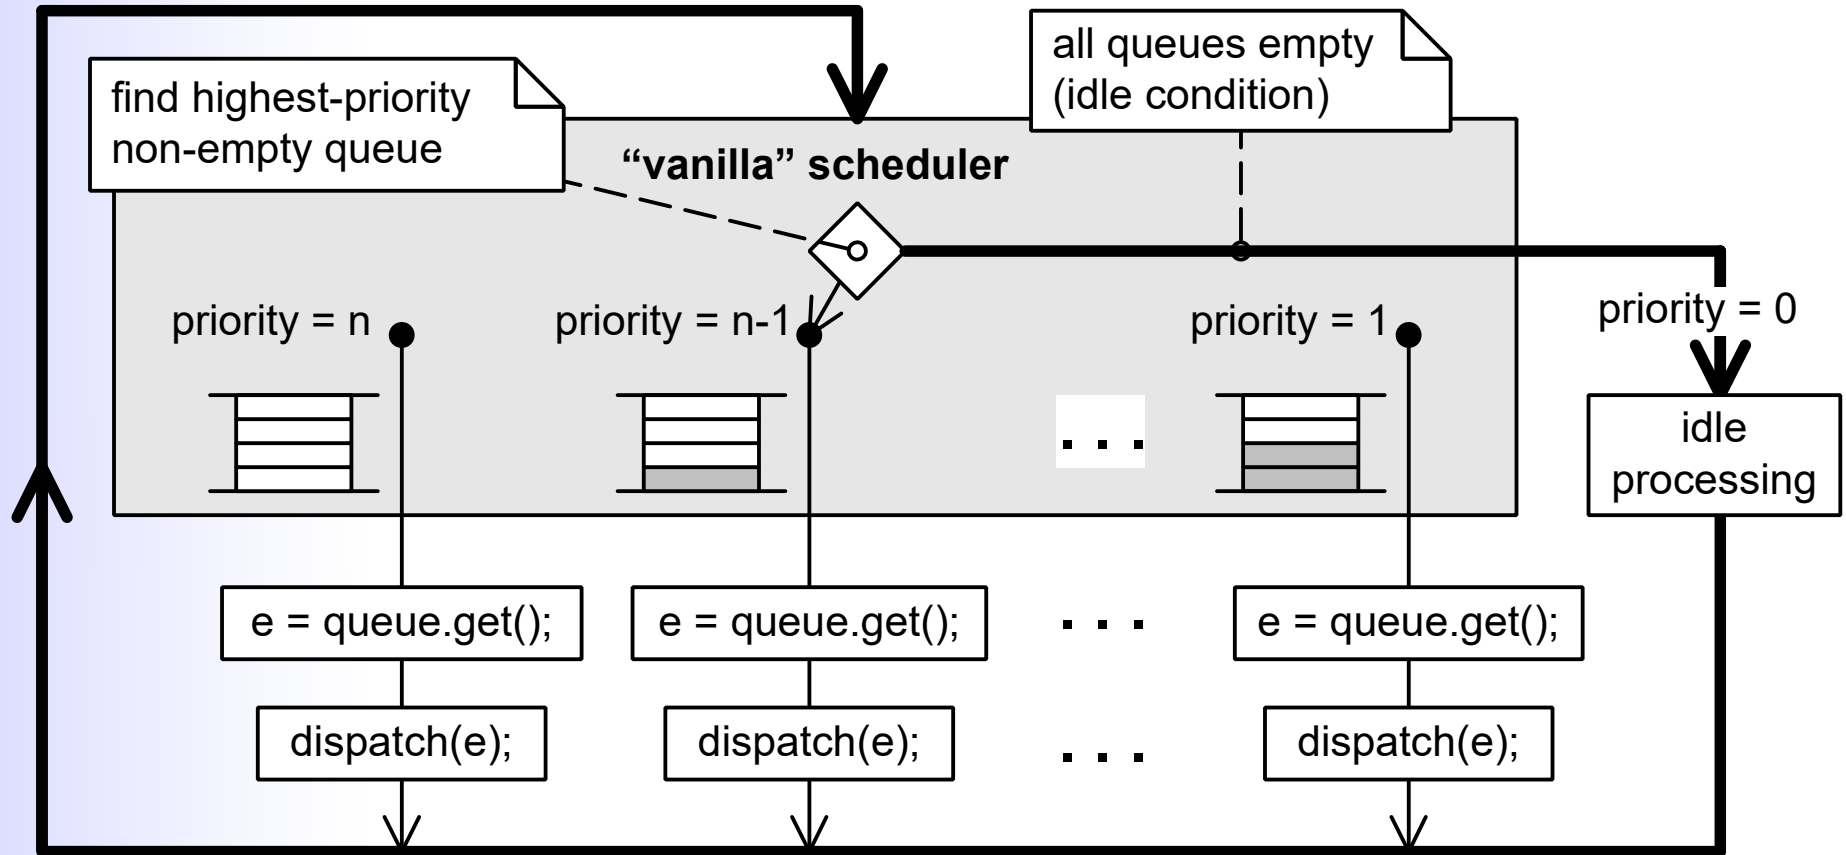 all queues empty
(idle condition)
find highest-priority
non-empty queue
“vanilla” scheduler
priority = n
priority = n-1
priority = 1
priority = 0
. . .
idle
processing
e = queue.get();
e = queue.get();
. . .
e = queue.get();
dispatch(e);
dispatch(e);
. . .
dispatch(e);